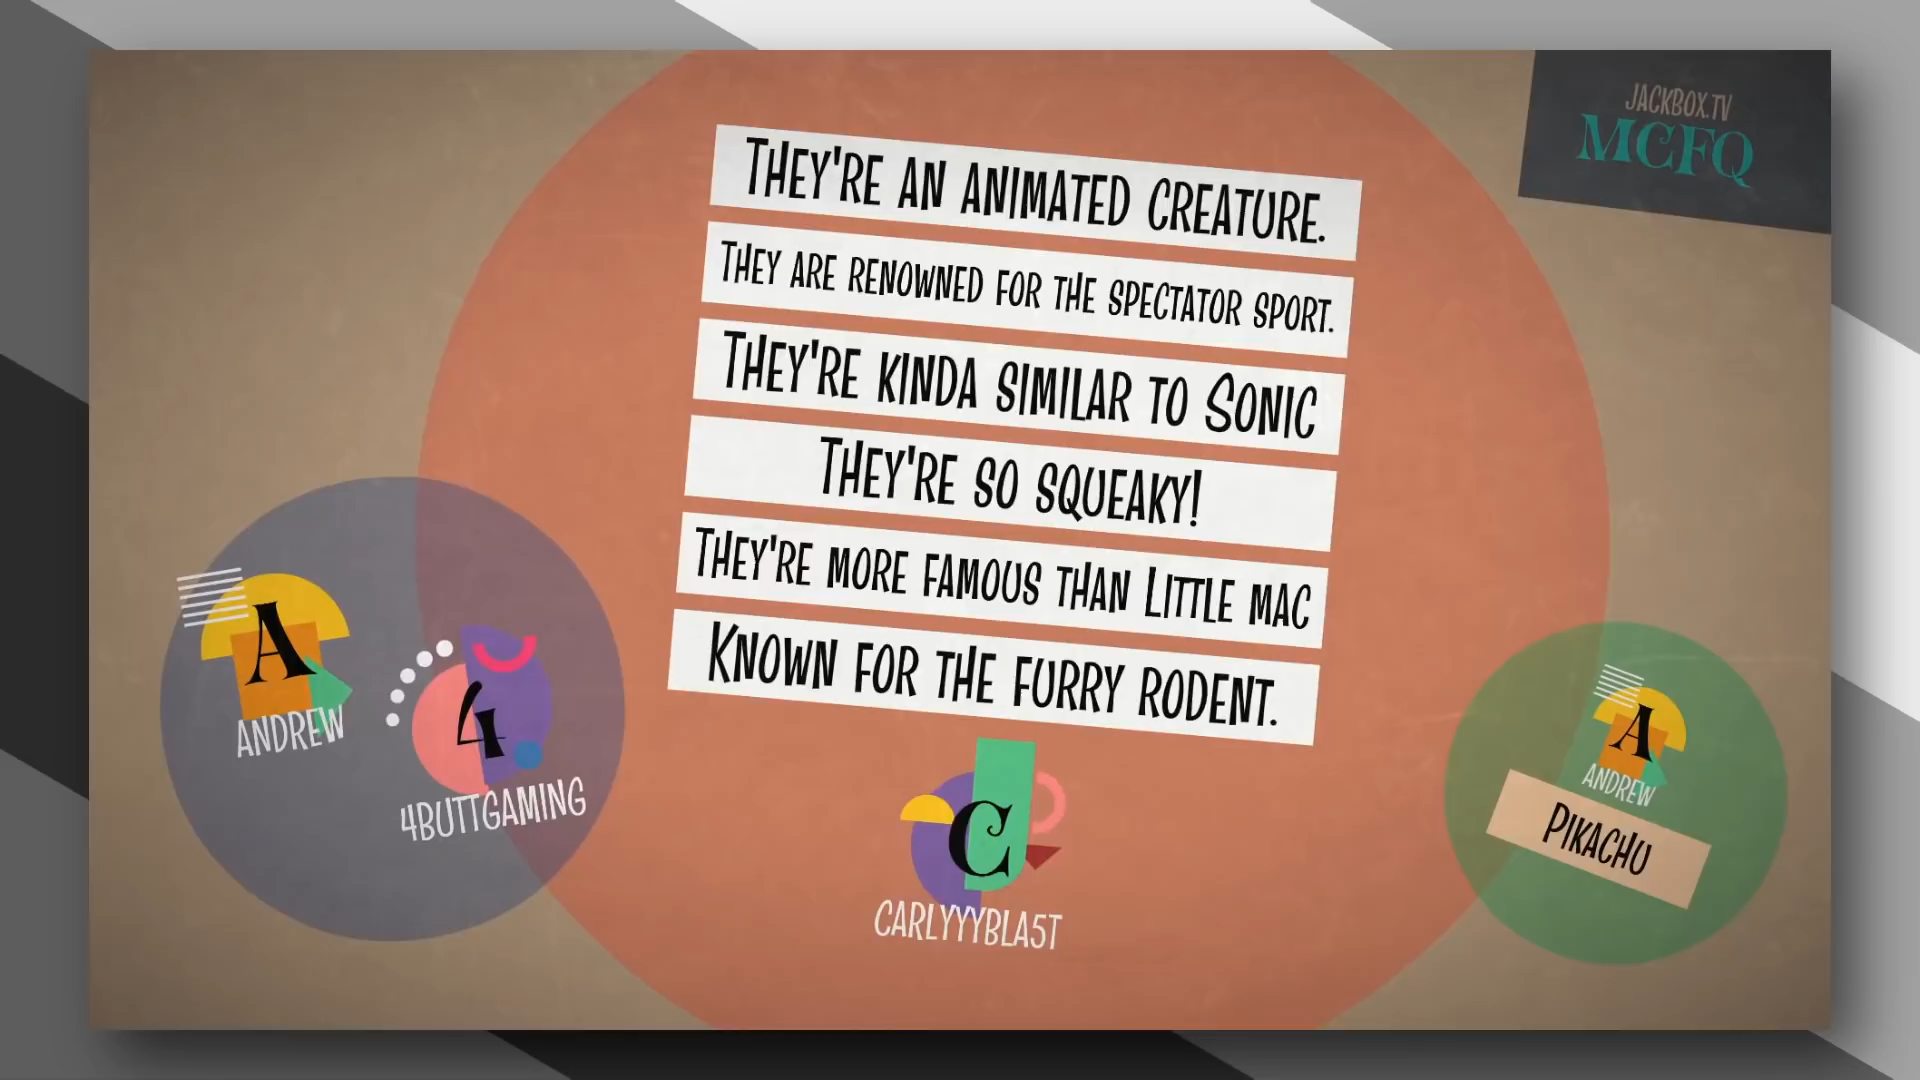 JACKBOX.TV
MCFQ
THEY'RE AN ANIMATED CREATURE.
THEY ARE RENOWNED FOR THE SPECTATOR SPORT.
THEY'RE KINDA SIMILAR TO SONIC
THEY'RE SO SQUEAKY!
THEY'RE MORE FAMOUS THAN LITTLE MAC
KNOWN FOR THE FURRY RODENT.
A
ANDREW
4
4BUTTGAMING
C
CARLYYYBLA5T
A
ANDREW
PIKACHU